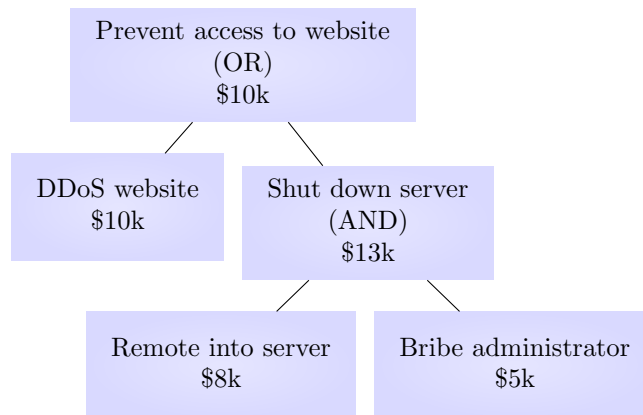 Prevent access to website
(OR)
$10k
DDoS website
$10k
Shut down server
(AND)
$13k
Remote into server
$8k
Bribe administrator
$5k